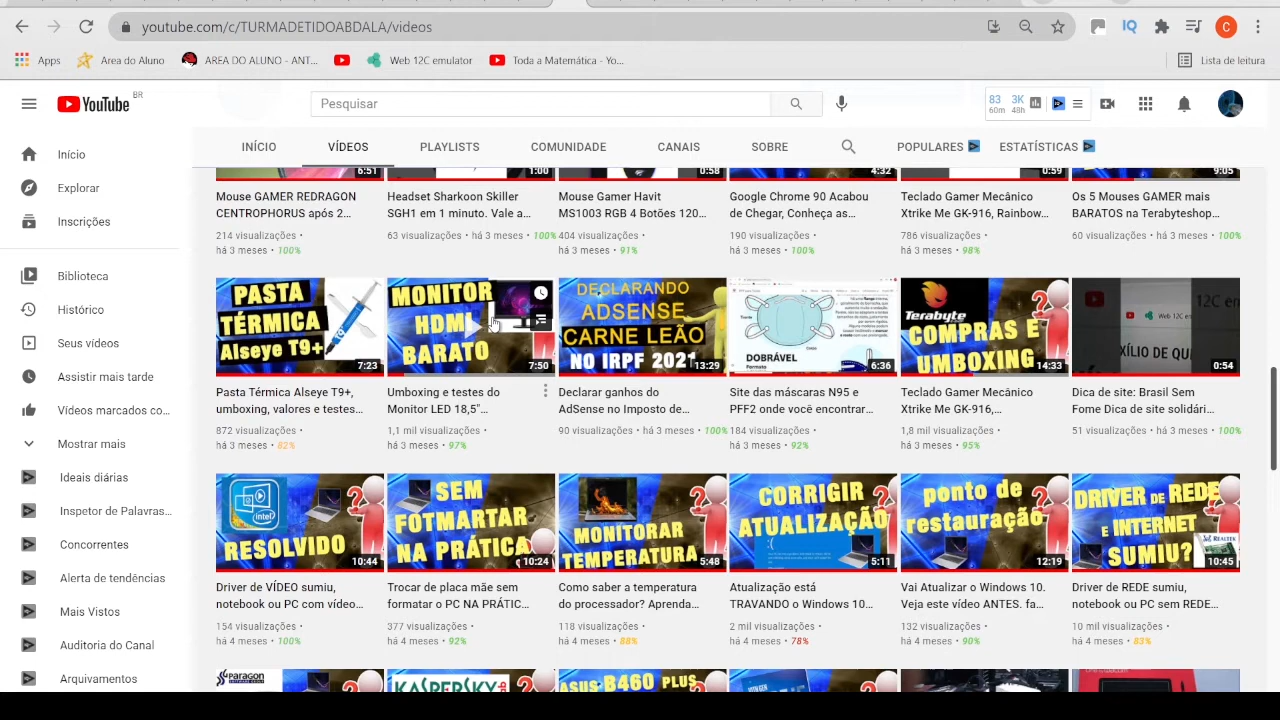 youtube.com/c/TURMADETIDOABDALA/videos
Apps
Area do Aluno
AREA DO ALUNO - ANT...
Web 12C emulator
Toda a Matemática - Yo...
Lista de leitura
YouTube BR
Pesquisar
83 3K
60m 48h
INÍCIO VÍDEOS PLAYLISTS COMUNIDADE CANAIS SOBRE POPULARES ESTATÍSTICAS
Início
Explorar
Inscrições
Biblioteca
Histórico
Seus vídeos
Assistir mais tarde
Vídeos marcados co...
Mostrar mais
Ideais diárias
Inspetor de Palavras...
Concorrentes
Alerta de tendências
Mais Vistos
Auditoria do Canal
Arquivamentos
6:51
Mouse GAMER REDRAGON
CENTROPHORUS após 2...
214 visualizações •
há 3 meses • 100%
1:00
Headset Sharkoon Skiller
SGH1 em 1 minuto. Vale a...
63 visualizações • há 3 meses • 100%
0:58
Mouse Gamer Havit
MS1003 RGB 4 Botões 120...
404 visualizações •
há 3 meses • 91%
4:32
Google Chrome 90 Acabou
de Chegar, Conheça as...
190 visualizações •
há 3 meses • 100%
0:59
Teclado Gamer Mecânico
Xtrike Me GK-916, Rainbow...
786 visualizações •
há 3 meses • 98%
9:05
Os 5 Mouses GAMER mais
BARATOS na Terabyteshop...
60 visualizações • há 3 meses • 100%
PASTA
TÉRMICA
Alseye T9+
7:23
Pasta Térmica Alseye T9+,
umboxing, valores e testes...
872 visualizações •
há 3 meses • 82%
MONITOR
HDMI
BARATO
7:50
Umboxing e testes do
Monitor LED 18,5"...
1,1 mil visualizações •
há 3 meses • 97%
DECLARANDO
ADSENSE
CARNE LEÃO
NO IRPF 2021
13:29
Declarar ganhos do
AdSense no Imposto de...
90 visualizações • há 3 meses • 100%
DOBRÁVEL
Formato
6:36
Site das máscaras N95 e
PFF2 onde você encontrar...
184 visualizações •
há 3 meses • 92%
Terabyte
COMPRAS E
UMBOXING
14:33
Teclado Gamer Mecânico
Xtrike Me GK-916,...
1,8 mil visualizações •
há 3 meses • 95%
12C e
Web 12C en
XÍLIO DE QU
0:54
Dica de site: Brasil Sem
Fome Dica de site solidári...
51 visualizações • há 3 meses • 100%
intel
RESOLVIDO
10:44
Driver de VÍDEO sumiu,
notebook ou PC com vídeo...
154 visualizações •
há 4 meses • 100%
SEM
FOTMARTAR
NA PRÁTICA
10:24
Trocar de placa mãe sem
formatar o PC NA PRÁTIC...
377 visualizações •
há 4 meses • 92%
MONITORAR
TEMPERATURA
5:48
Como saber a temperatura
do processador? Aprenda...
118 visualizações •
há 4 meses • 88%
CORRIGIR
ATUALIZAÇÃO
5:11
Atualização está
TRAVANDO o Windows 10...
2 mil visualizações •
há 4 meses • 78%
ponto de
restauração
12:19
Vai Atualizar o Windows 10.
Veja este vídeo ANTES. fa...
132 visualizações •
há 4 meses • 90%
DRIVER DE REDE
E INTERNET
SUMIU?
REALTEK
10:45
Driver de REDE sumiu,
notebook ou PC sem REDE...
10 mil visualizações •
há 4 meses • 83%
PARAGON
KASPERSKY
ASUS B460 PLUS